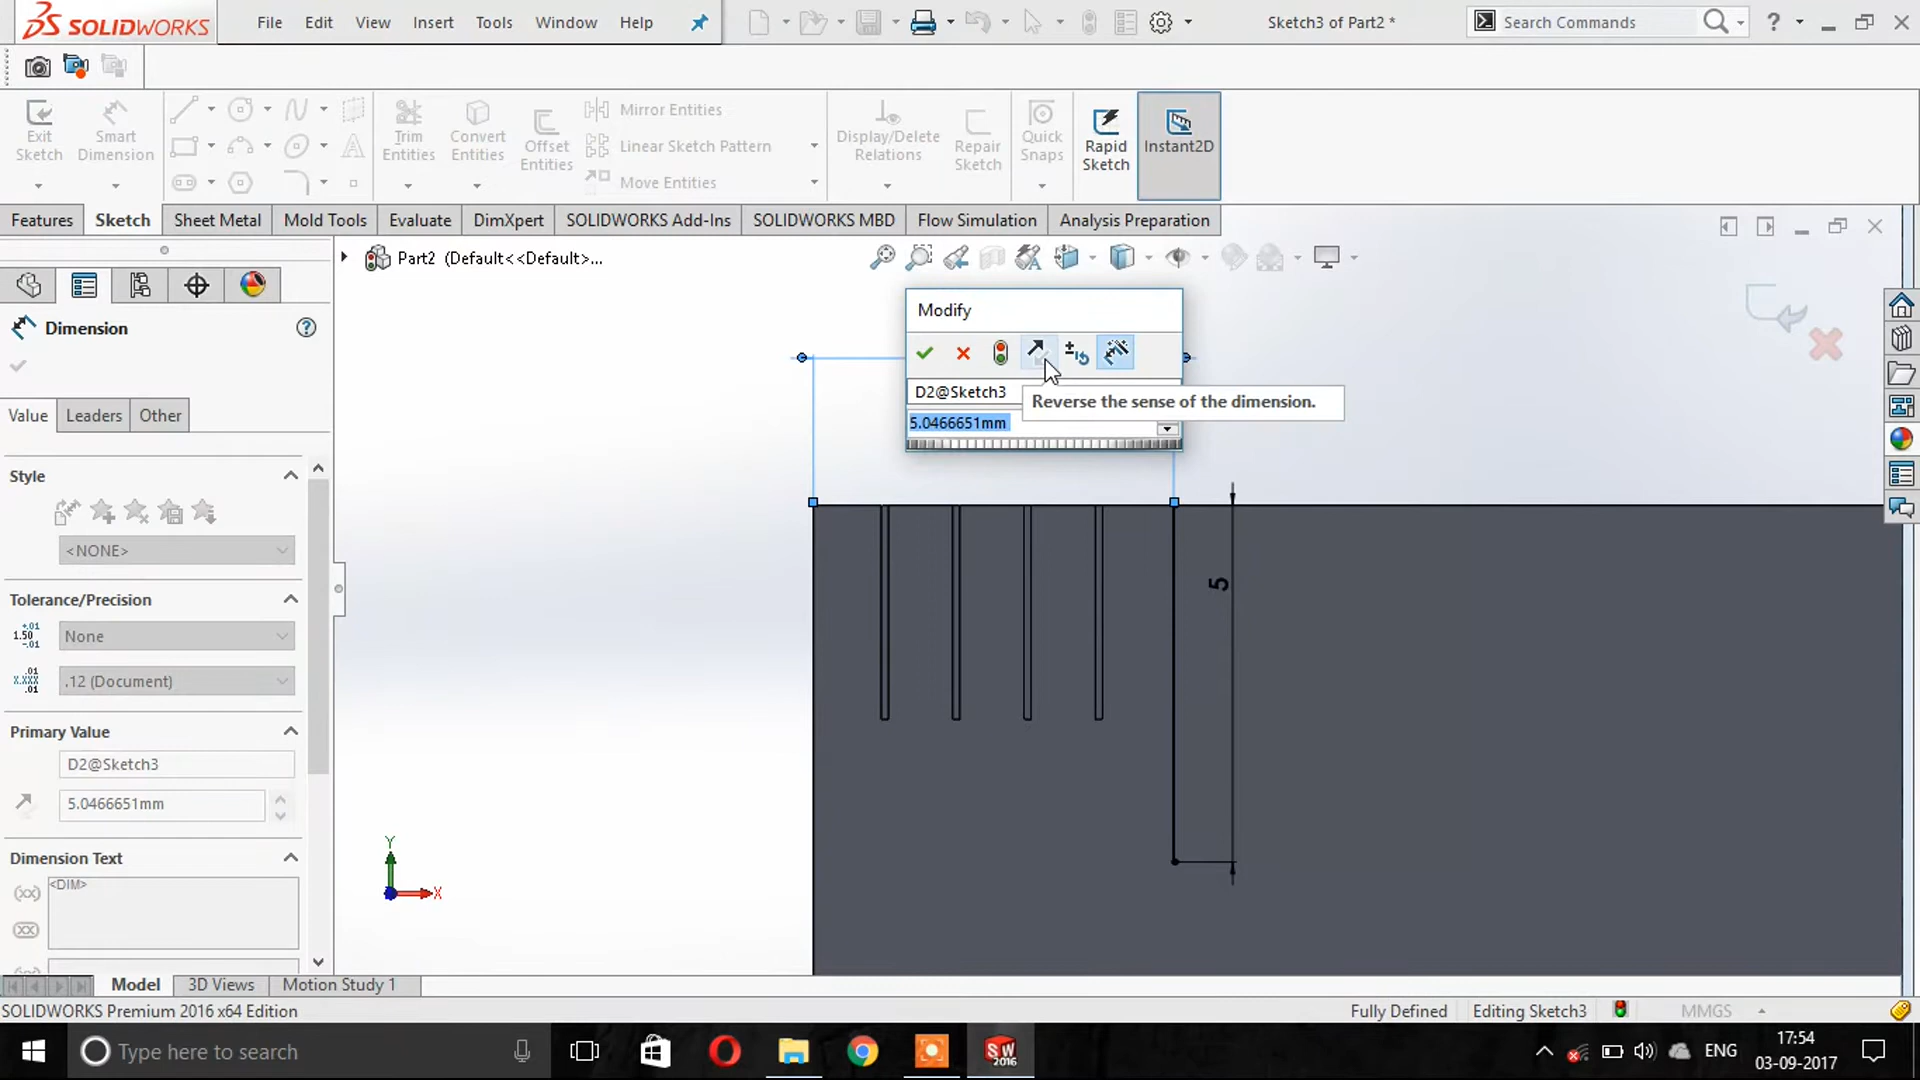 SOLIDWORKS
File Edit View Insert Tools Window Help
Sketch3 of Part2 *
Search Commands
?
Exit Sketch
Smart Dimension
Trim Entities
Convert Entities
Offset Entities
Mirror Entities
Linear Sketch Pattern
Move Entities
Display/Delete Relations
Repair Sketch
Quick Snaps
Rapid Sketch
Instant2D
Features Sketch Sheet Metal Mold Tools Evaluate DimXpert SOLIDWORKS Add-Ins SOLIDWORKS MBD Flow Simulation Analysis Preparation
Part2 (Default<<Default>...
Modify
D2@Sketch3
Reverse the sense of the dimension.
5.0466651mm
Dimension
?
Value Leaders Other
Style
<NONE>
Tolerance/Precision
None
.12 (Document)
Primary Value
D2@Sketch3
5.0466651mm
Dimension Text
<DIM>
5
Y
X
Model 3D Views Motion Study 1
SOLIDWORKS Premium 2016 x64 Edition
Fully Defined Editing Sketch3 MMGS
Type here to search
SW
2016
ENG
17:54
03-09-2017